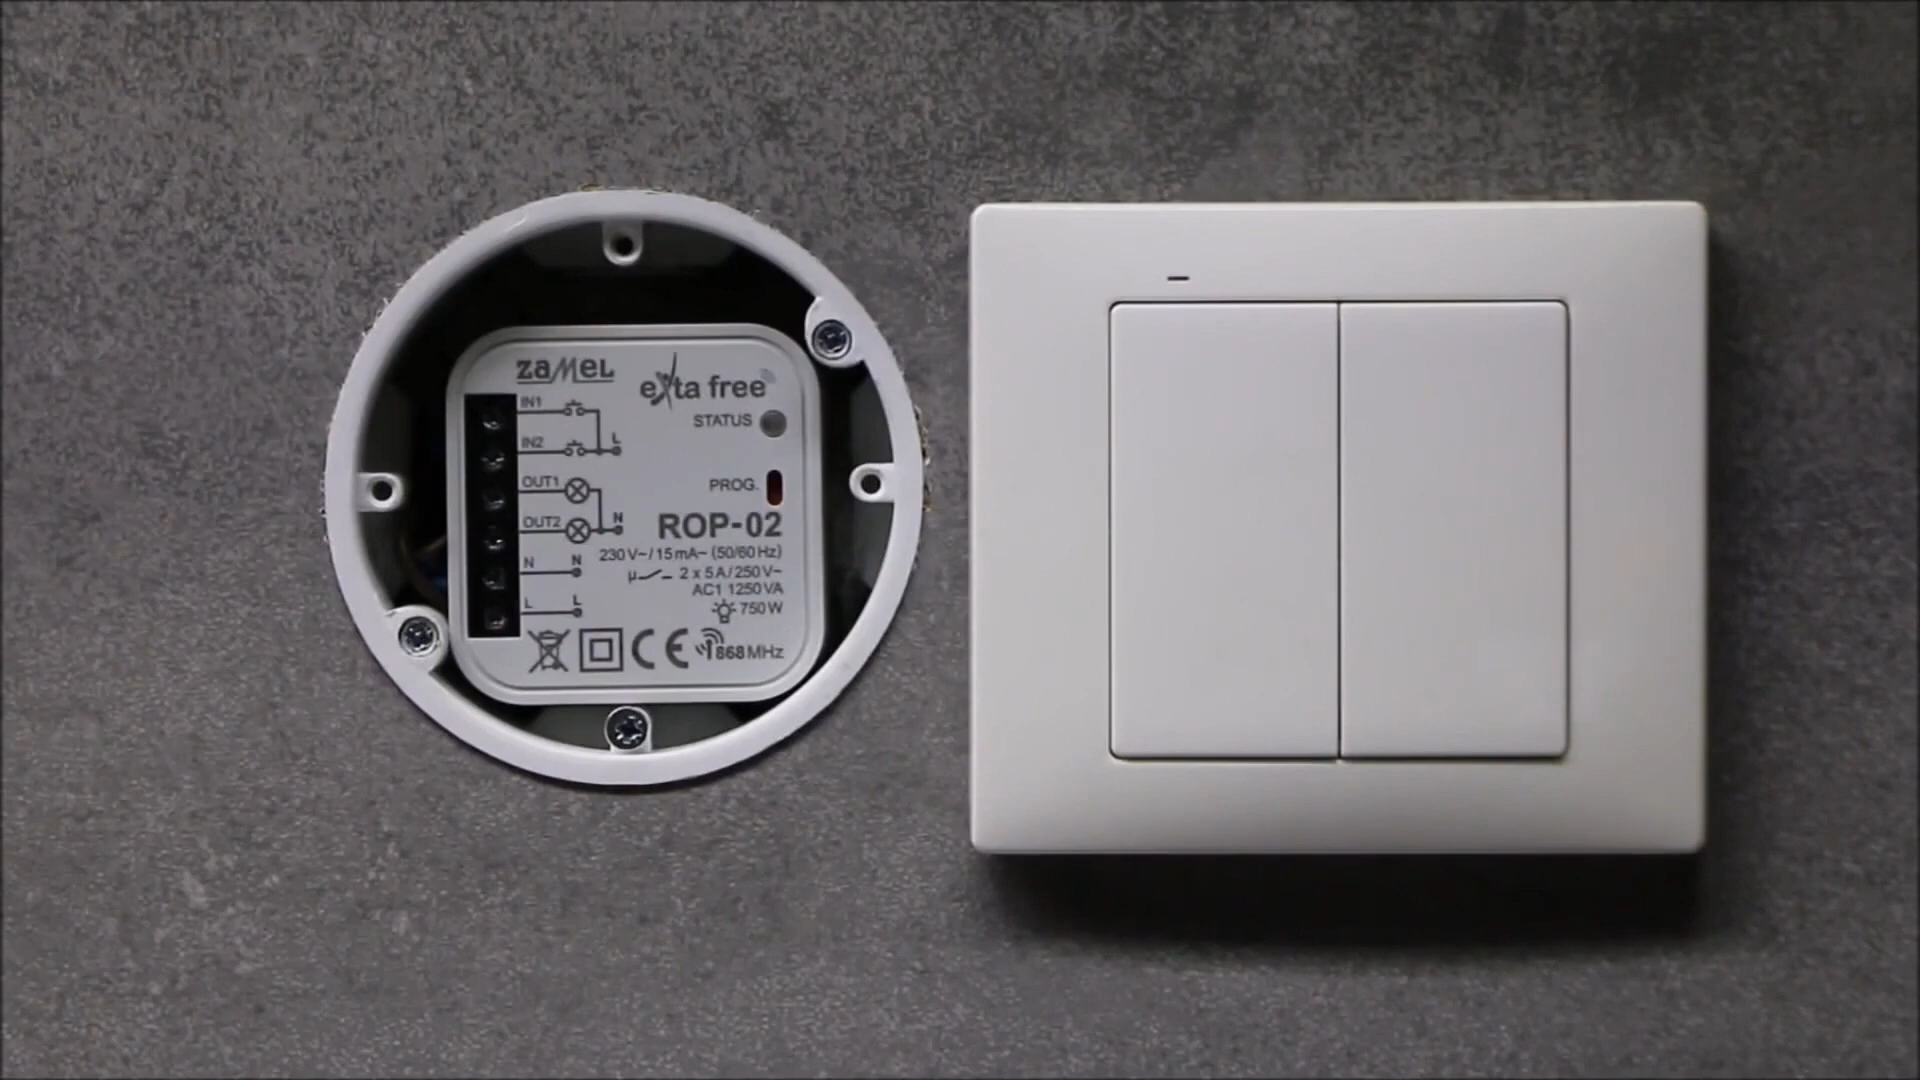 ZAMEL
exta free
IN1
STATUS
IN2
L
OUT1
PROG.
OUT2
N
ROP-02
230 V~/15 mA~ (50/60 Hz)
N N
µ 2 x 5 A/250 V~
AC1 1250 VA
L L
750 W
CE
868 MHz